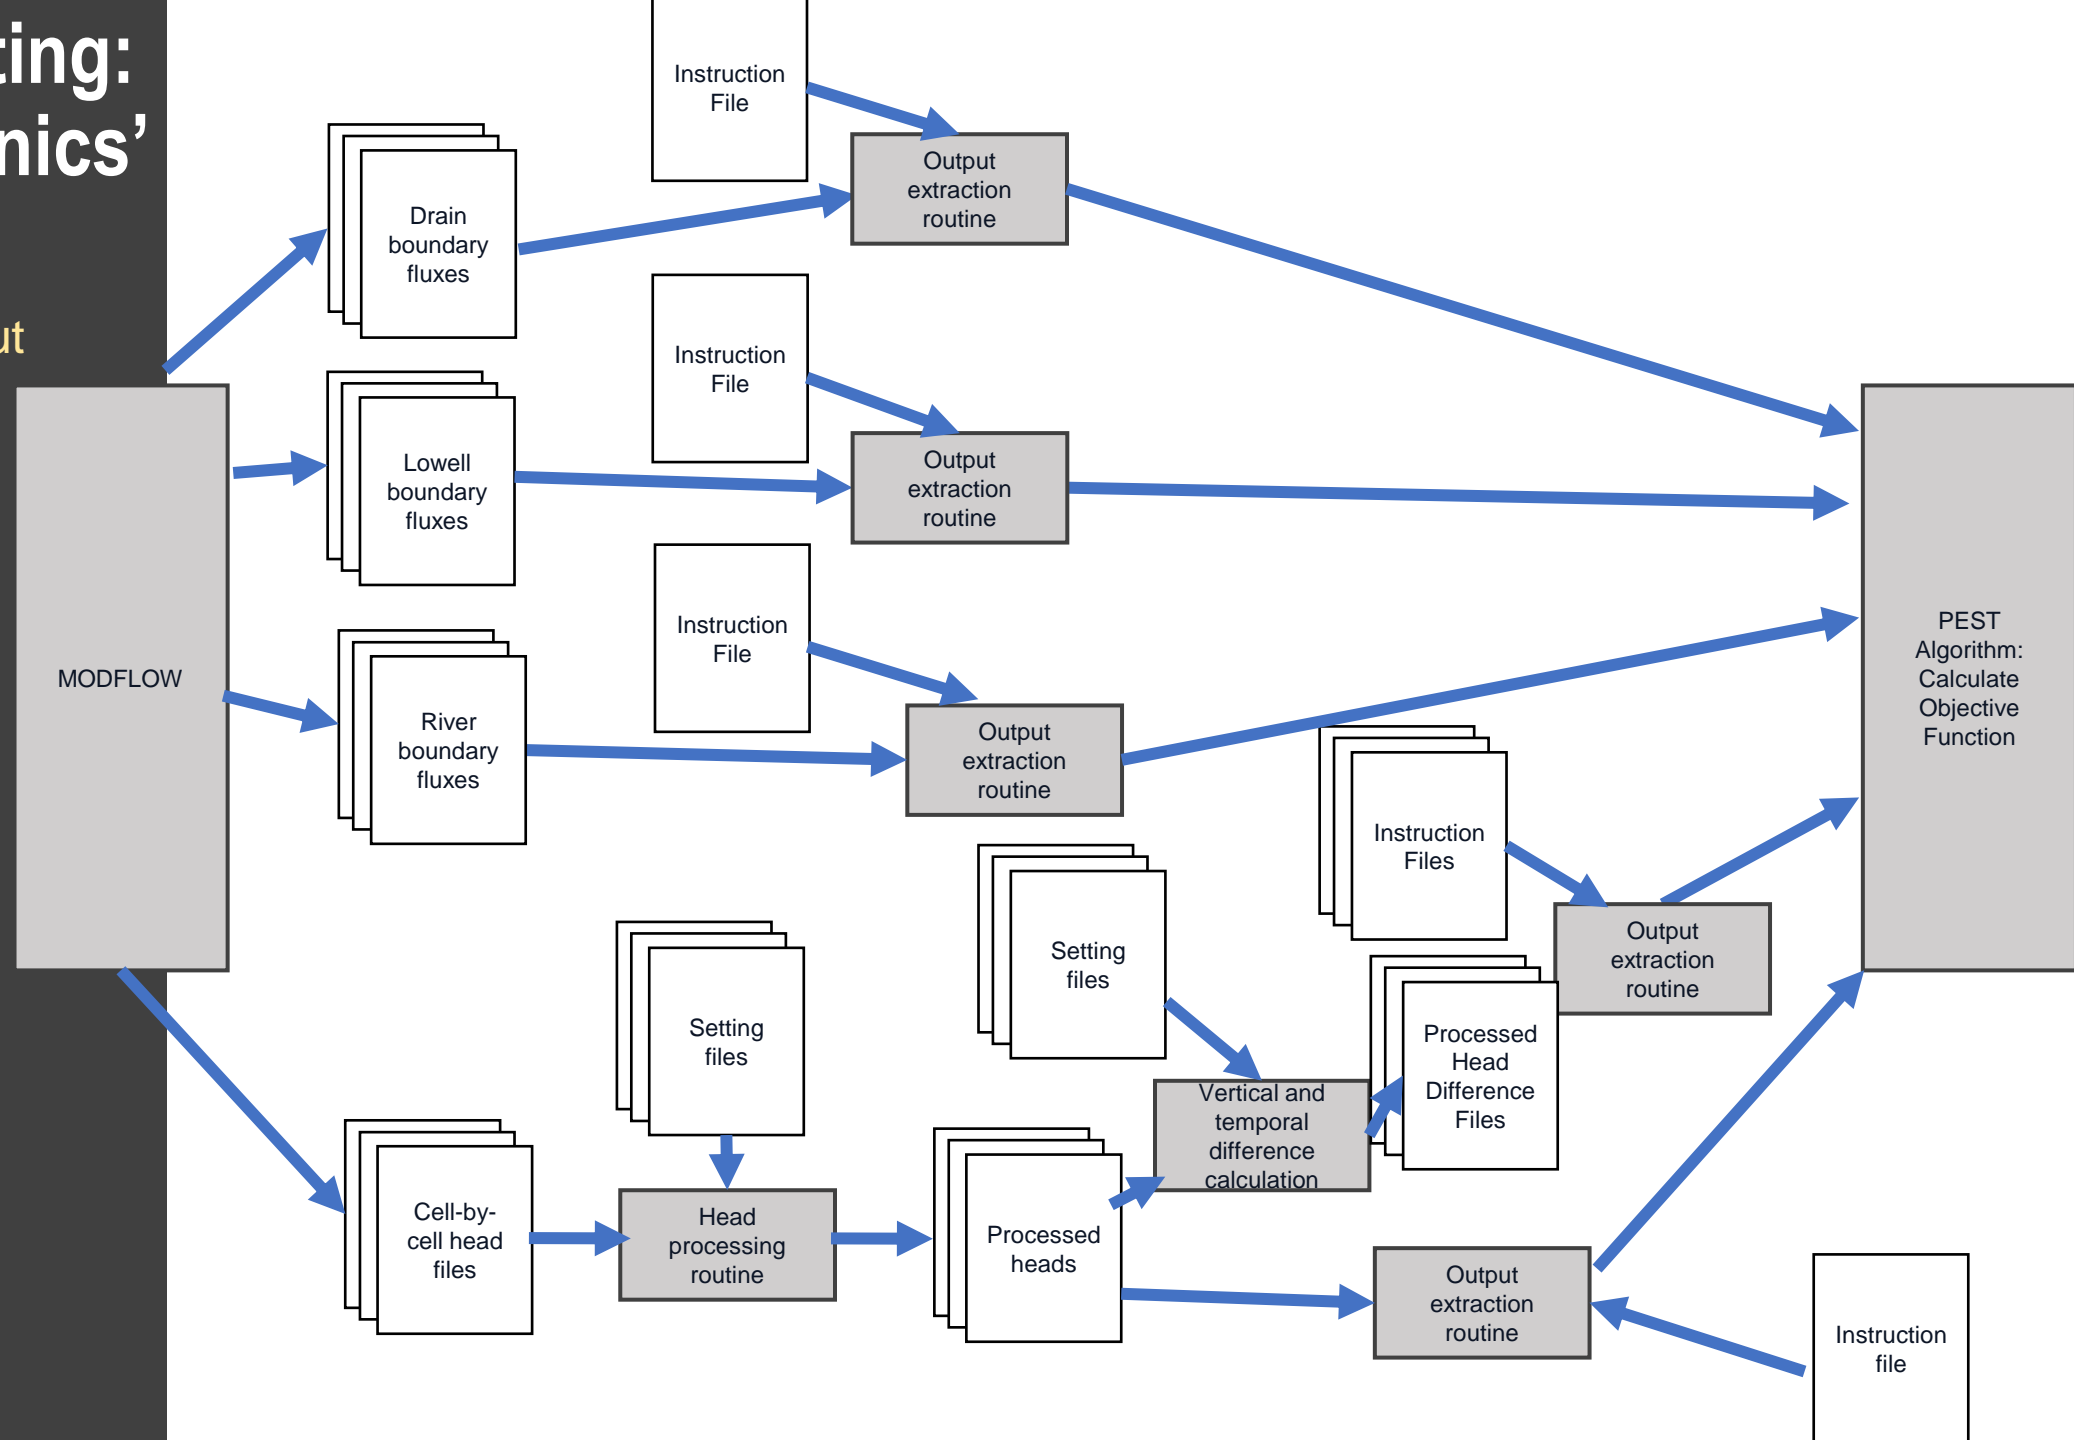 ting:
nics’
ut
MODFLOW
Drain
boundary
fluxes
Instruction
File
Output
extraction
routine
Lowell
boundary
fluxes
Instruction
File
Output
extraction
routine
River
boundary
fluxes
Instruction
File
Output
extraction
routine
PEST
Algorithm:
Calculate
Objective
Function
Instruction
Files
Output
extraction
routine
Setting
files
Setting
files
Processed
Head
Difference
Files
Vertical and
temporal
difference
calculation
Cell-by-
cell head
files
Head
processing
routine
Processed
heads
Output
extraction
routine
Instruction
file